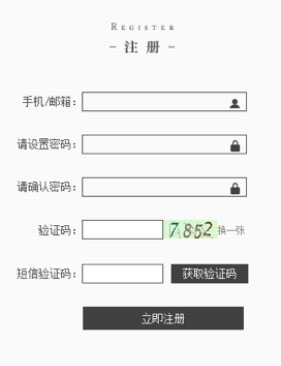 REGISTER
- 注 册 -
手机/邮箱：
请设置密码：
请确认密码：
验证码： 7852 换一张
短信验证码： 获取验证码
立即注册